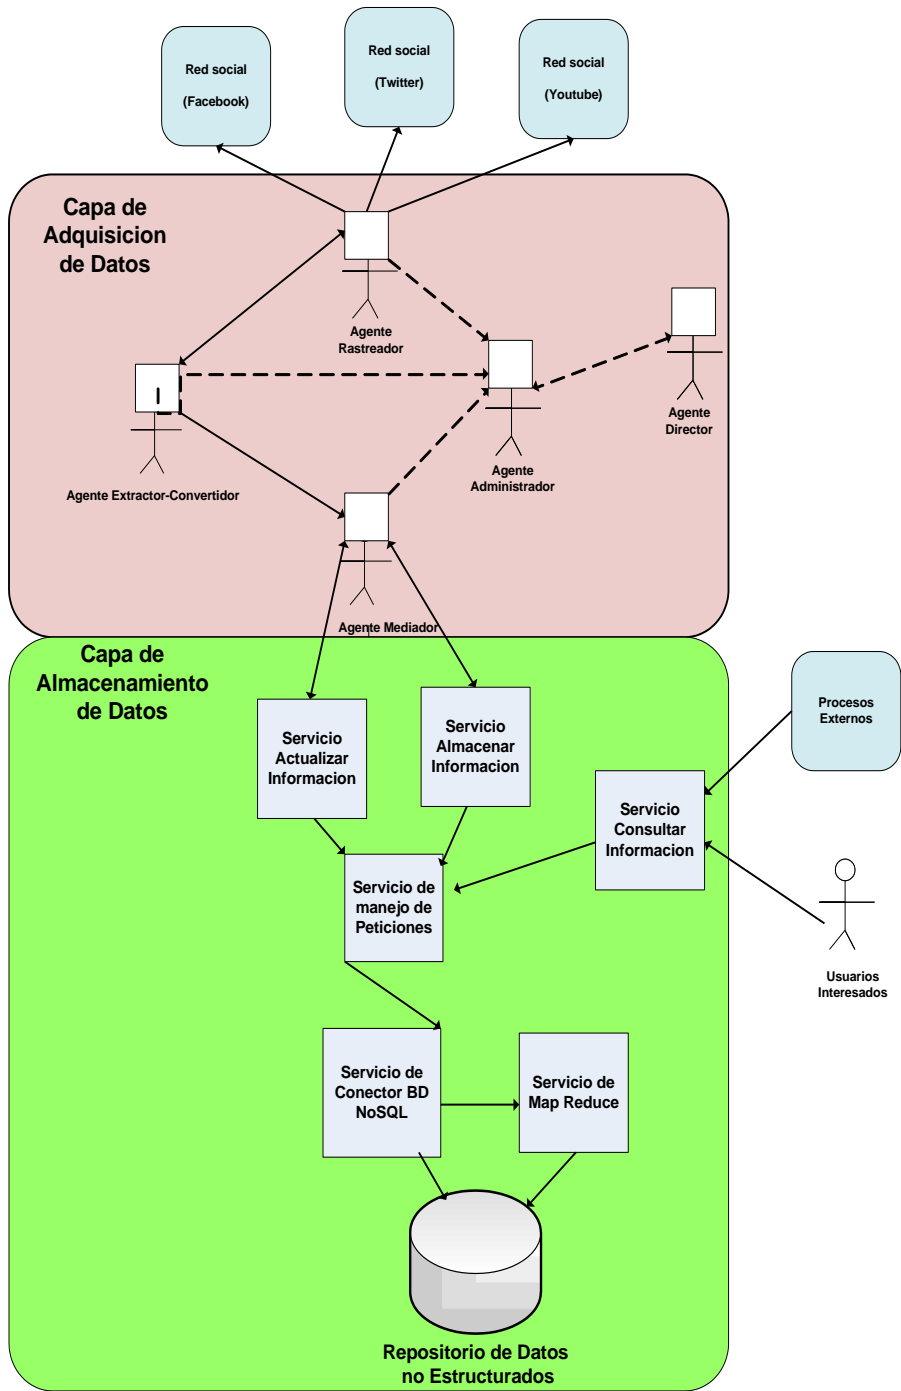 Red social
(Facebook)
Red social
(Twitter)
Red social
(Youtube)
Capa de
Adquisicion
de Datos
Agente
Rastreador
Agente
Director
Agente
Administrador
Agente Extractor-Convertidor
Agente Mediador
Capa de
Almacenamiento
de Datos
Servicio
Actualizar
Informacion
Servicio
Almacenar
Informacion
Procesos
Externos
Servicio
Consultar
Informacion
Servicio de
manejo de
Peticiones
Usuarios
Interesados
Servicio de
Conector BD
NoSQL
Servicio de
Map Reduce
Repositorio de Datos
no Estructurados